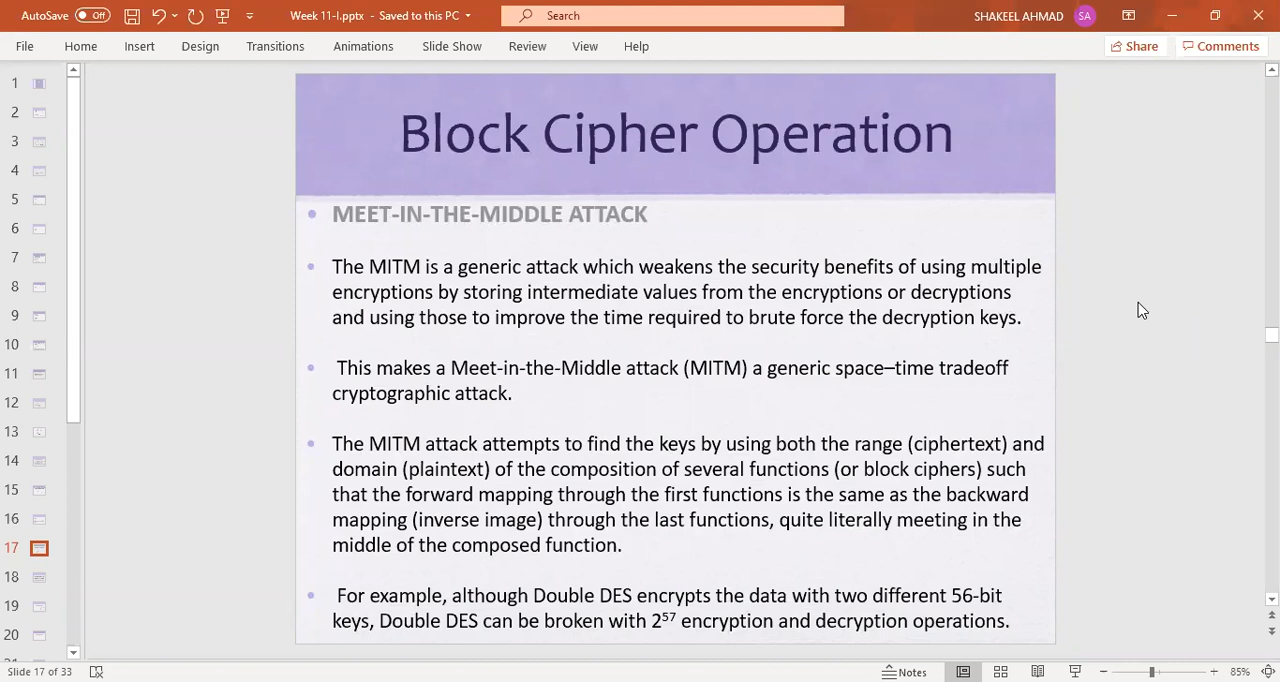 AutoSave Off Week 11-I.pptx - Saved to this PC Search SHAKEEL AHMAD SA
File Home Insert Design Transitions Animations Slide Show Review View Help Share Comments
1
2
3
4
5
6
7
8
9
10
11
12
13
14
15
16
17
18
19
20
Block Cipher Operation
• MEET-IN-THE-MIDDLE ATTACK
• The MITM is a generic attack which weakens the security benefits of using multiple
encryptions by storing intermediate values from the encryptions or decryptions
and using those to improve the time required to brute force the decryption keys.
• This makes a Meet-in-the-Middle attack (MITM) a generic space–time tradeoff
cryptographic attack.
• The MITM attack attempts to find the keys by using both the range (ciphertext) and
domain (plaintext) of the composition of several functions (or block ciphers) such
that the forward mapping through the first functions is the same as the backward
mapping (inverse image) through the last functions, quite literally meeting in the
middle of the composed function.
• For example, although Double DES encrypts the data with two different 56-bit
keys, Double DES can be broken with 2⁵⁷ encryption and decryption operations.
Slide 17 of 33 Notes 85%